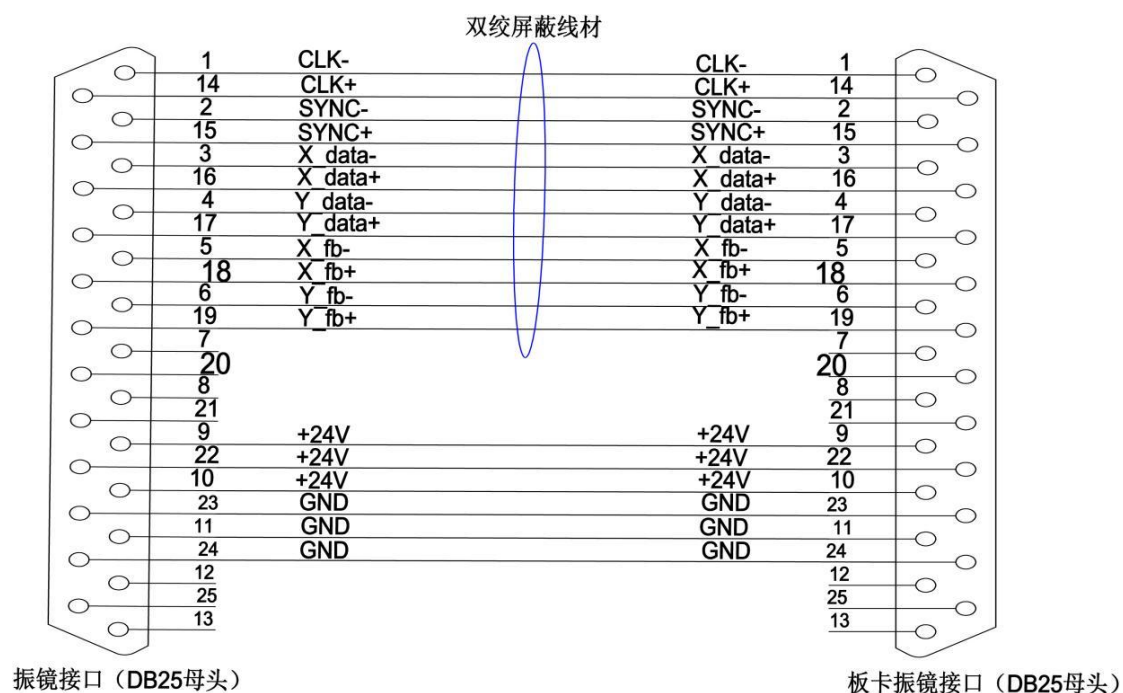 双绞屏蔽线材
1 CLK- CLK- 1
14 CLK+ CLK+ 14
2 SYNC- SYNC- 2
15 SYNC+ SYNC+ 15
3 X_data- X_data- 3
16 X_data+ X_data+ 16
4 Y_data- Y_data- 4
17 Y_data+ Y_data+ 17
5 X_fb- X_fb- 5
18 X_fb+ X_fb+ 18
6 Y_fb- Y_fb- 6
19 Y_fb+ Y_fb+ 19
7 7
20 20
8 8
21 21
9 +24V +24V 9
22 +24V +24V 22
10 +24V +24V 10
23 GND GND 23
11 GND GND 11
24 GND GND 24
12 12
25 25
13 13
振镜接口（DB25母头） 板卡振镜接口（DB25母头）